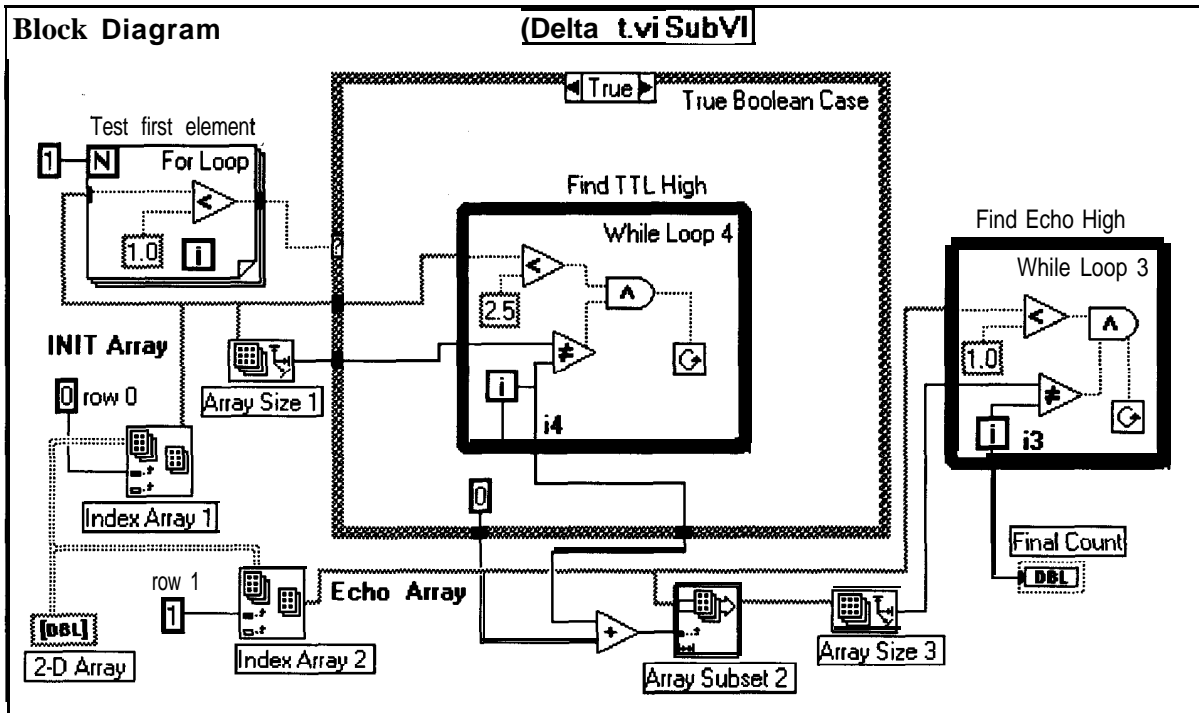 Block Diagram
(Delta t.vi SubVI
True
True Boolean Case
Test first element
1
N
For Loop
<
1.0
i
?
Find TTL High
While Loop 4
<
2.5
∧
≠
i
i4
Find Echo High
While Loop 3
<
1.0
∧
≠
i
i3
INIT Array
0
row 0
Array Size 1
Index Array 1
0
Final Count
DBL
row 1
1
Echo Array
[DBL]
2-D Array
Index Array 2
+
Array Subset 2
Array Size 3